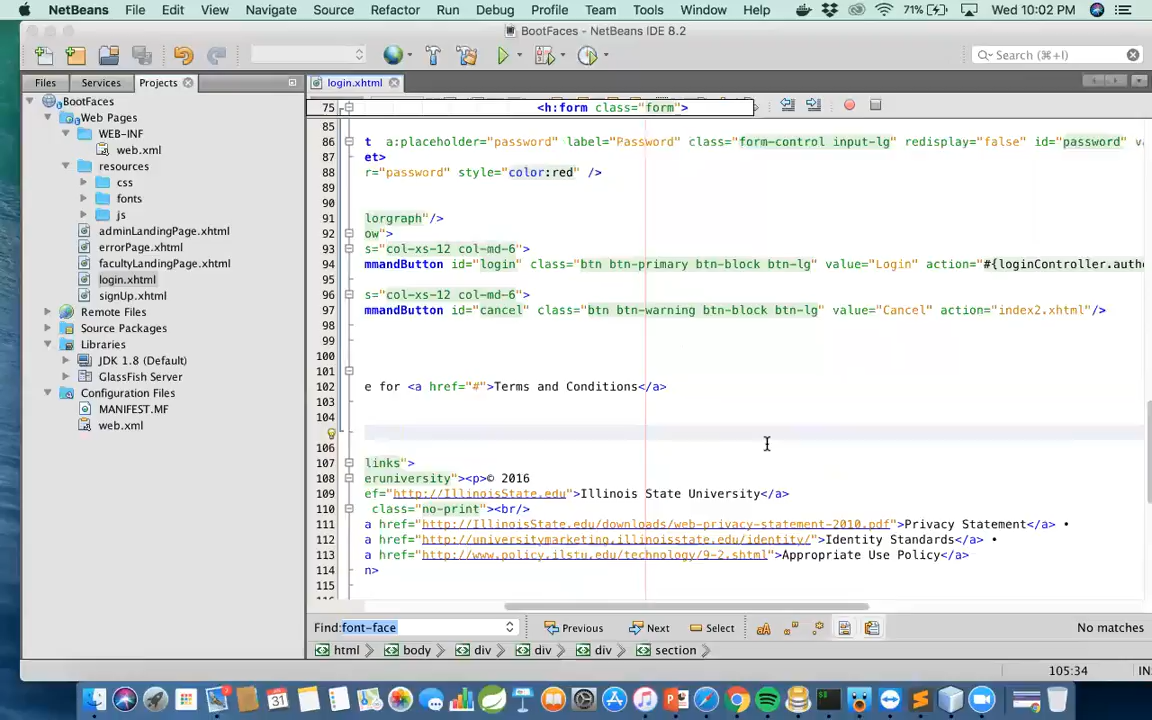 NetBeans File Edit View Navigate Source Refactor Run Debug Profile Team Tools Window Help 71% Wed 10:02 PM
BootFaces - NetBeans IDE 8.2
Search (⌘+I)
Files Services Projects login.xhtml
BootFaces
Web Pages
WEB-INF
web.xml
resources
css
fonts
js
adminLandingPage.xhtml
errorPage.xhtml
facultyLandingPage.xhtml
login.xhtml
signUp.xhtml
Remote Files
Source Packages
Libraries
JDK 1.8 (Default)
GlassFish Server
Configuration Files
MANIFEST.MF
web.xml
75 <h:form class="form">
85
86 t a:placeholder="password" label="Password" class="form-control input-lg" redisplay="false" id="password"
87 et>
88 r="password" style="color:red" />
89
90
91 lorgraph"/>
92 ow">
93 s="col-xs-12 col-md-6">
94 mmandButton id="login" class="btn btn-primary btn-block btn-lg" value="Login" action="#{loginController.authe
95
96 s="col-xs-12 col-md-6">
97 mmandButton id="cancel" class="btn btn-warning btn-block btn-lg" value="Cancel" action="index2.xhtml"/>
98
99
100
101
102 e for <a href="#">Terms and Conditions</a>
103
104
106
107 links">
108 eruniversity"><p>© 2016
109 ef="http://IllinoisState.edu">Illinois State University</a>
110 class="no-print"><br/>
111 a href="http://IllinoisState.edu/downloads/web-privacy-statement-2010.pdf">Privacy Statement</a> •
112 a href="http://universitymarketing.illinoisstate.edu/identity/">Identity Standards</a> •
113 a href="http://www.policy.ilstu.edu/technology/9-2.shtml">Appropriate Use Policy</a>
114 n>
115
Find: font-face Previous Next Select No matches
html body div div div section
105:34 IN